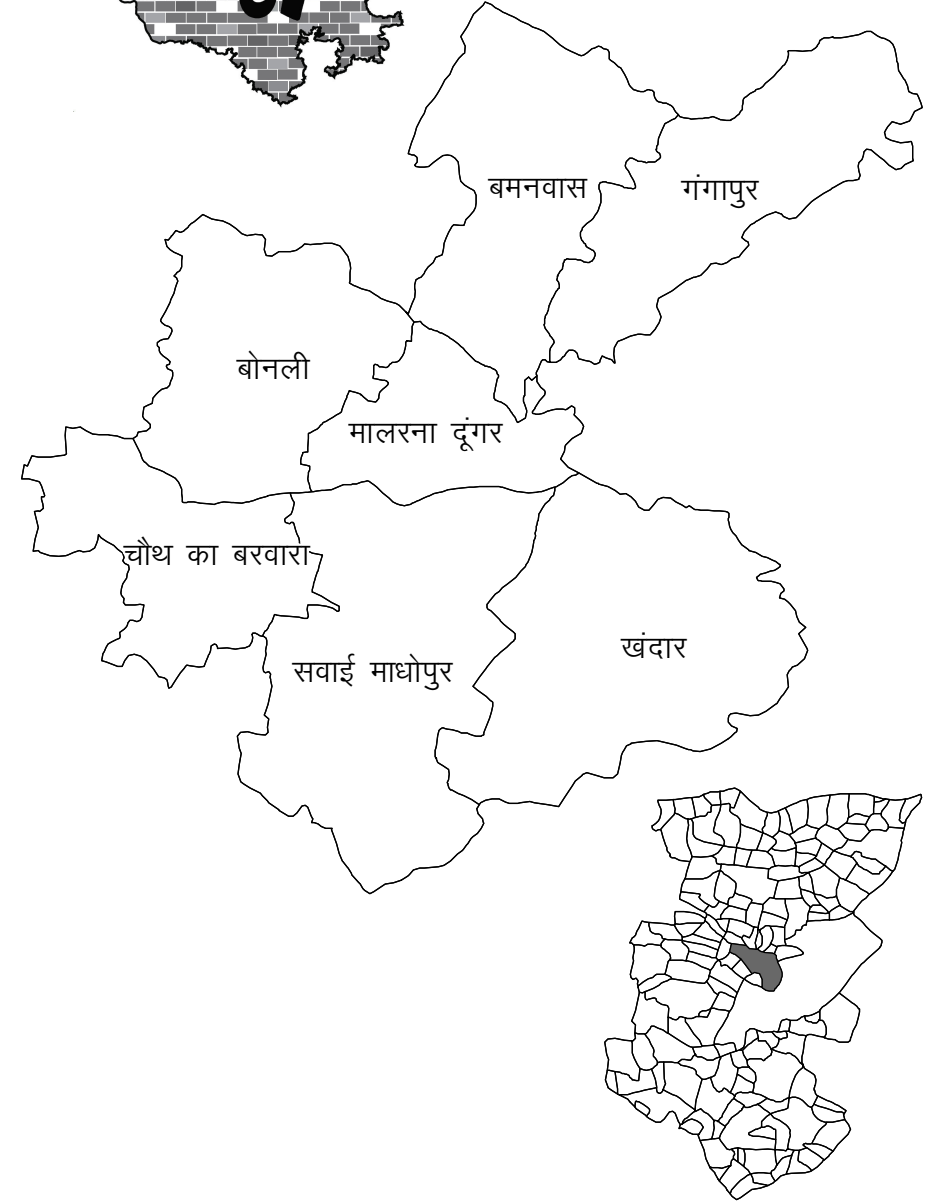 बमनवास
गंगापुर
बोनली
मालरना दूंगर
चौथ का बरवारा
खंदार
सवाई माधोपुर